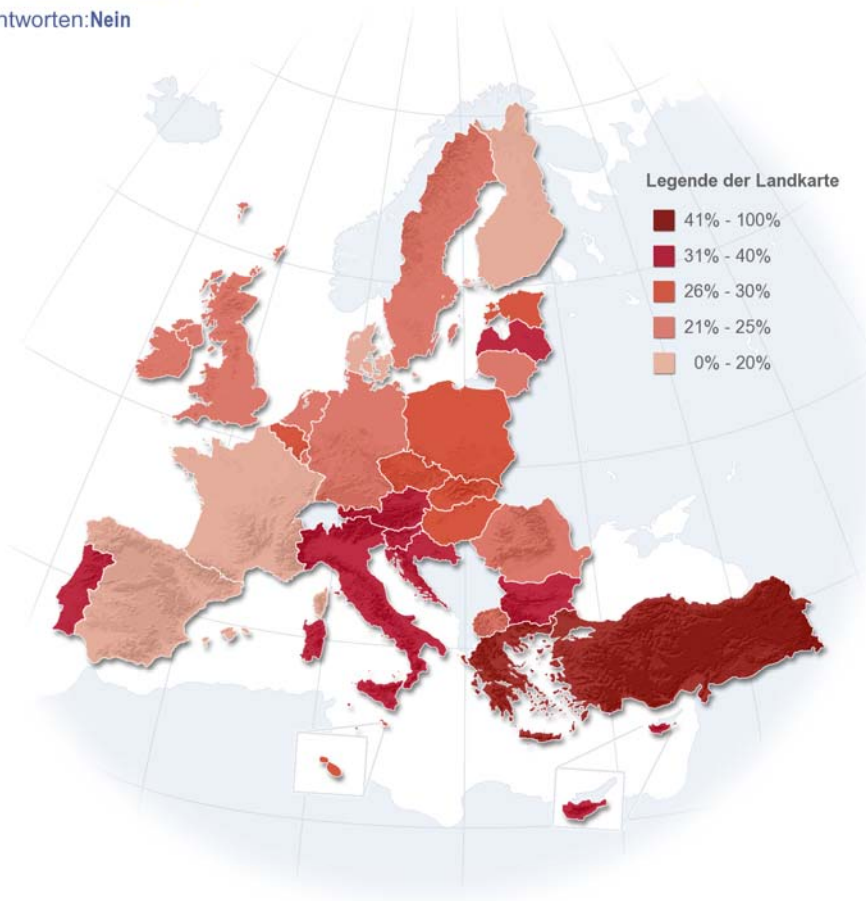 ntworten:Nein
Legende der Landkarte
41% - 100%
31% - 40%
26% - 30%
21% - 25%
0% - 20%